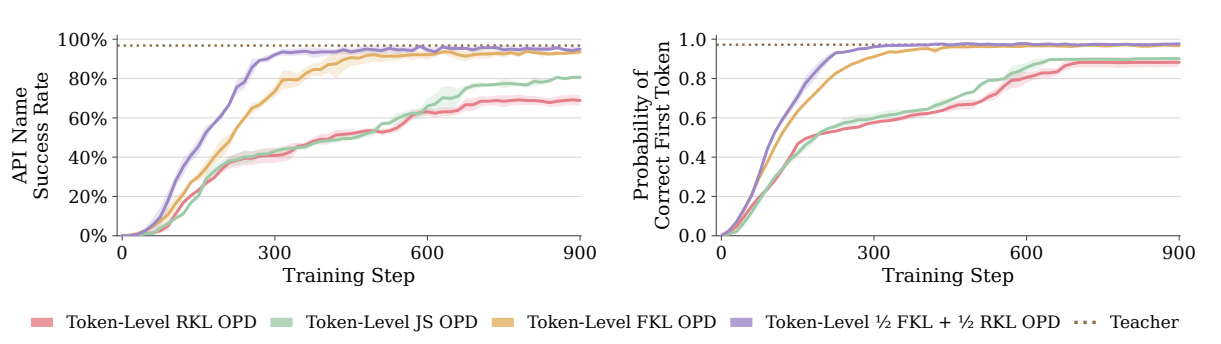 API Name
Success Rate
100%
80%
60%
40%
20%
0%
0 300 600 900
Training Step
Probability of
Correct First Token
1.0
0.8
0.6
0.4
0.2
0.0
0 300 600 900
Training Step
Token-Level RKL OPD Token-Level JS OPD Token-Level FKL OPD Token-Level ½ FKL + ½ RKL OPD Teacher